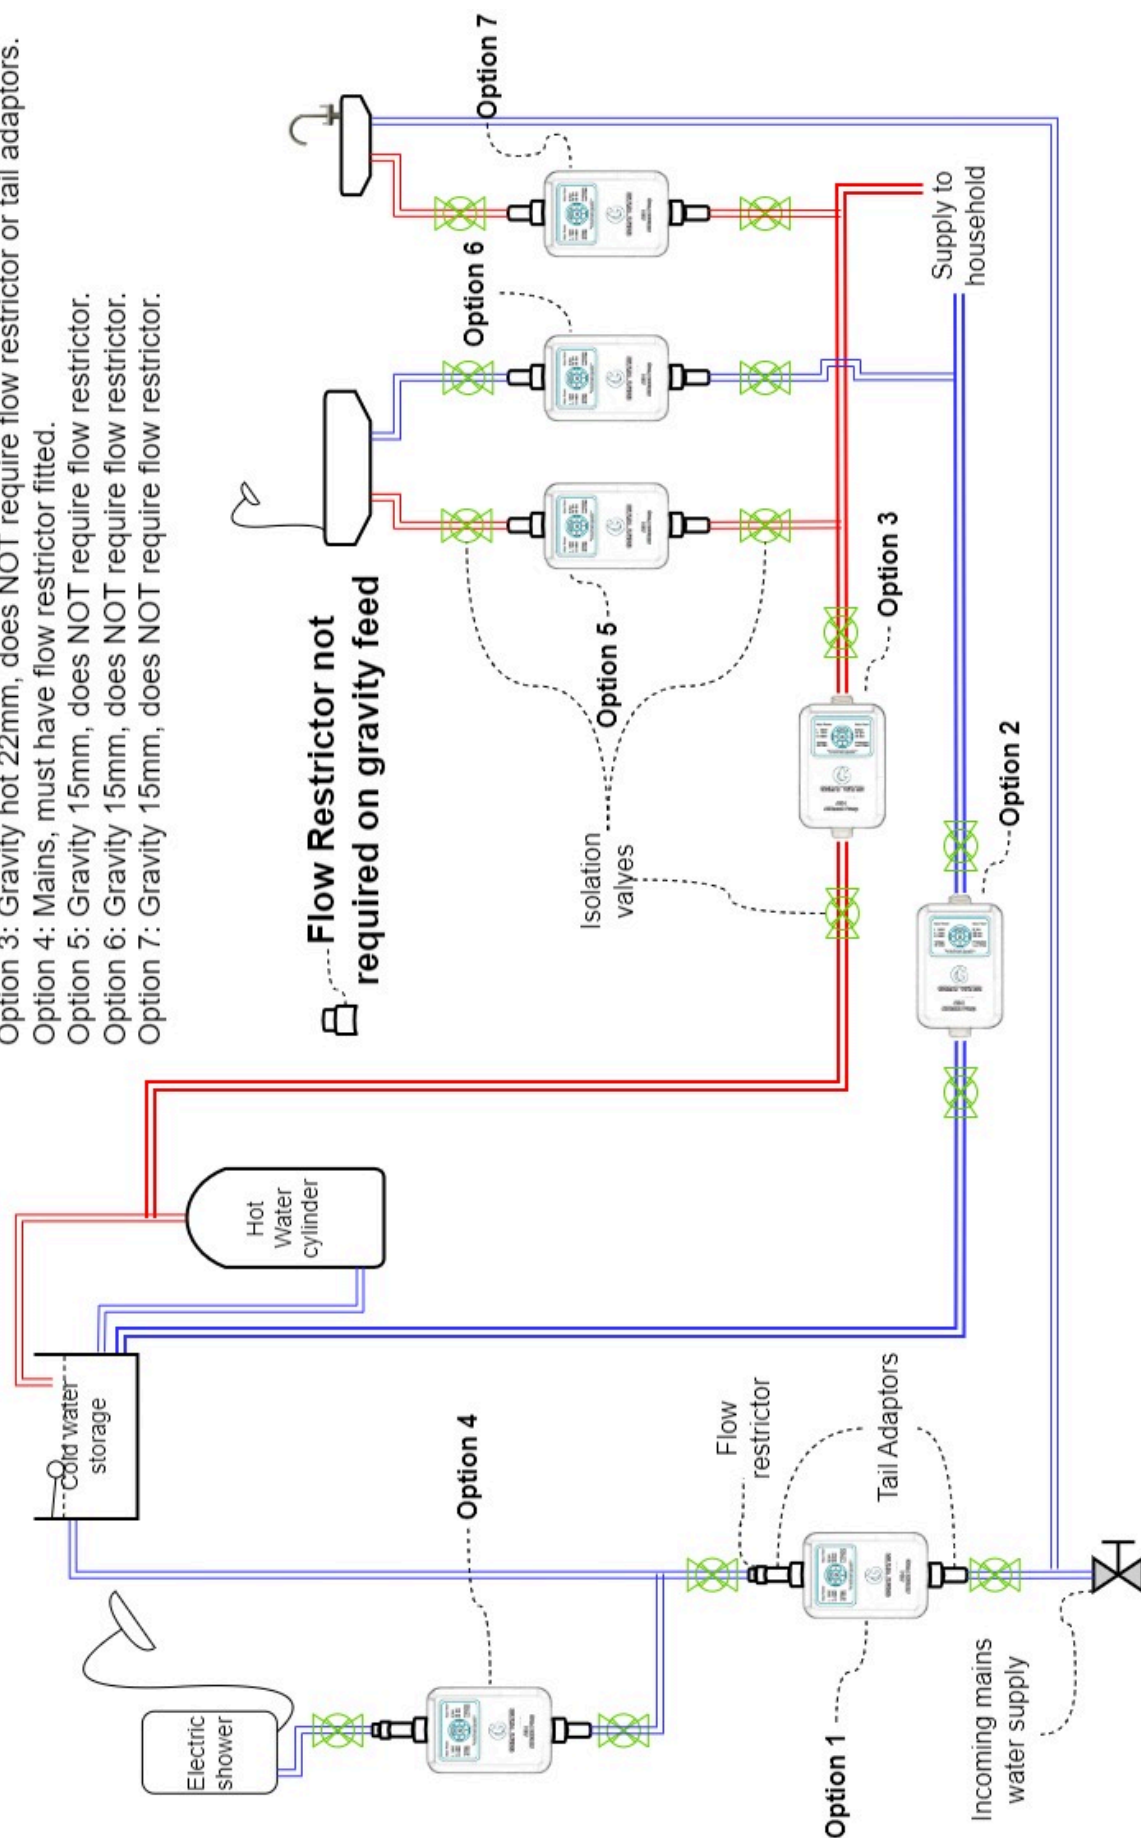 Option 3: Gravity hot 22mm, does NOT require flow restrictor or tail adaptors.
Option 4: Mains, must have flow restrictor fitted.
Option 5: Gravity 15mm, does NOT require flow restrictor.
Option 6: Gravity 15mm, does NOT require flow restrictor.
Option 7: Gravity 15mm, does NOT require flow restrictor.
Electric
shower
Cold water
storage
Hot
Water
cylinder
Flow Restrictor not
required on gravity feed
Option 4
Option 5
Option 6
Option 7
Isolation
valves
Flow
restrictor
Tail Adaptors
Option 1
Option 3
Option 2
Supply to
household
Incoming mains
water supply